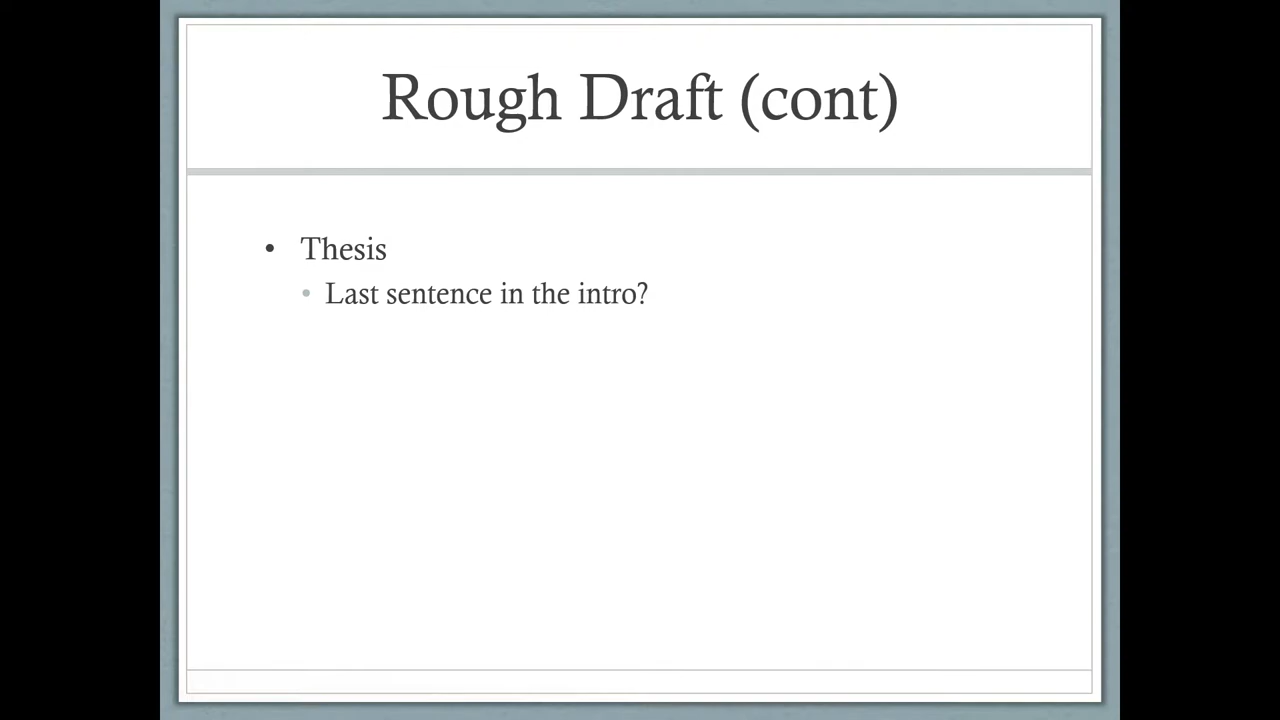 Rough Draft (cont)
• Thesis
• Last sentence in the intro?